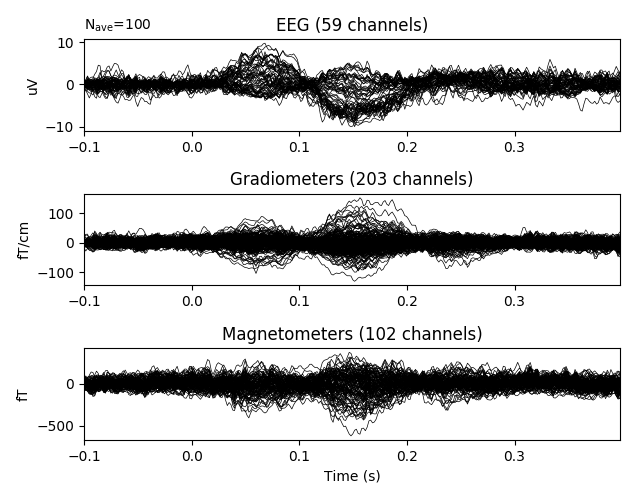 N_ave=100
EEG (59 channels)
uV
10
0
−10
−0.1 0.0 0.1 0.2 0.3
Gradiometers (203 channels)
fT/cm
100
0
−100
−0.1 0.0 0.1 0.2 0.3
Magnetometers (102 channels)
fT
0
−500
−0.1 0.0 0.1 0.2 0.3
Time (s)